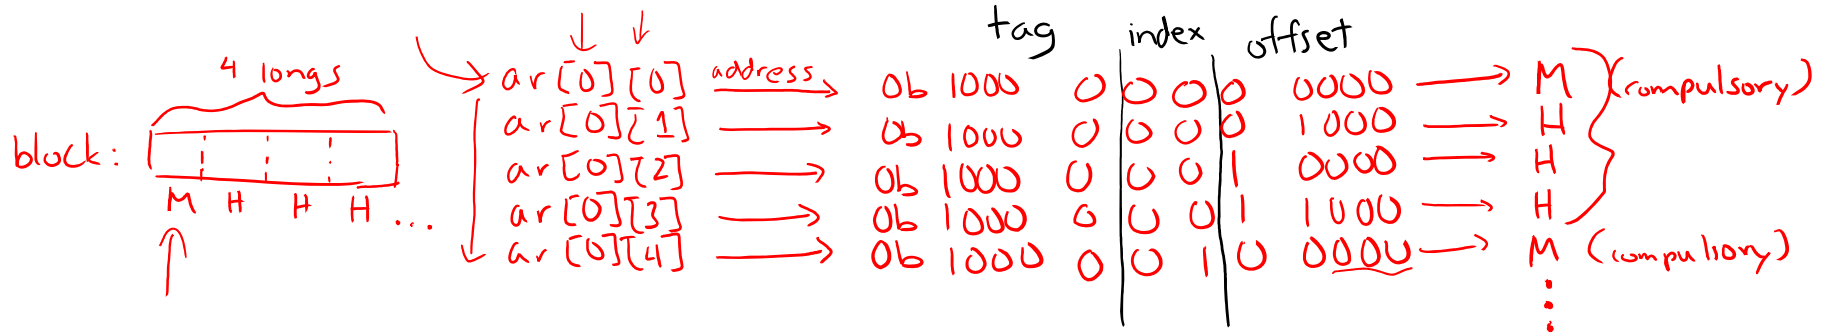 tag index offset
4 longs
block:
M H H H ...
ar[0][0] address 0b 1000 0 0 0 0 0000 M (compulsory)
ar[0][1] 0b 1000 0 0 0 0 1000 H
ar[0][2] 0b 1000 0 0 0 1 0000 H
ar[0][3] 0b 1000 0 0 0 1 1000 H
ar[0][4] 0b 1000 0 0 1 0 0000 M (compulsory)